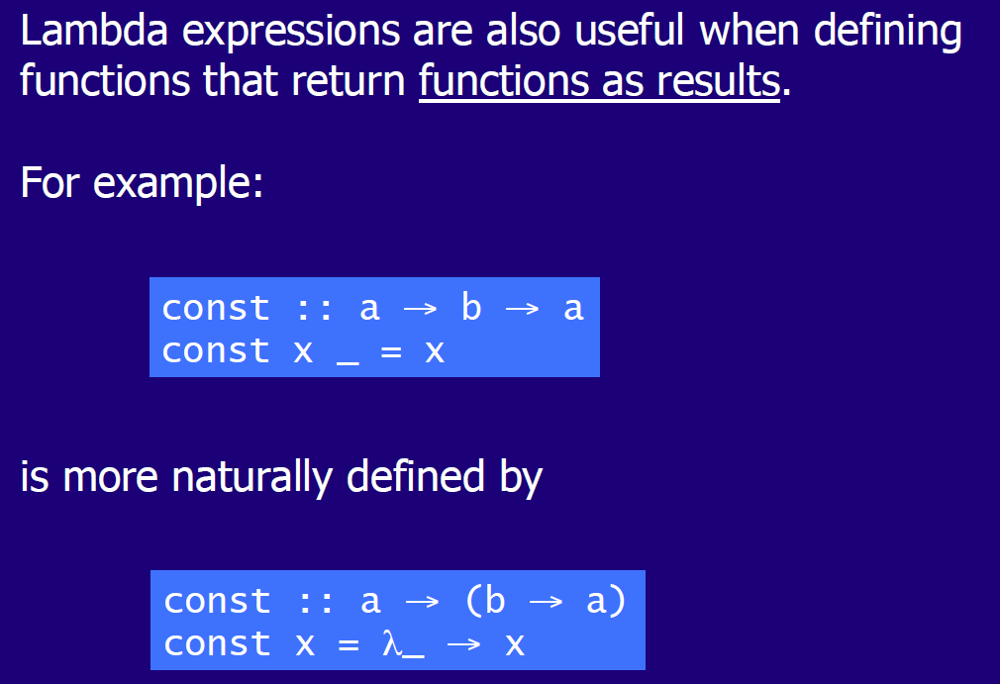 Lambda expressions are also useful when defining
functions that return functions as results.
For example:
const :: a → b → a
const x _ = x
is more naturally defined by
const :: a → (b → a)
const x = λ_ → x